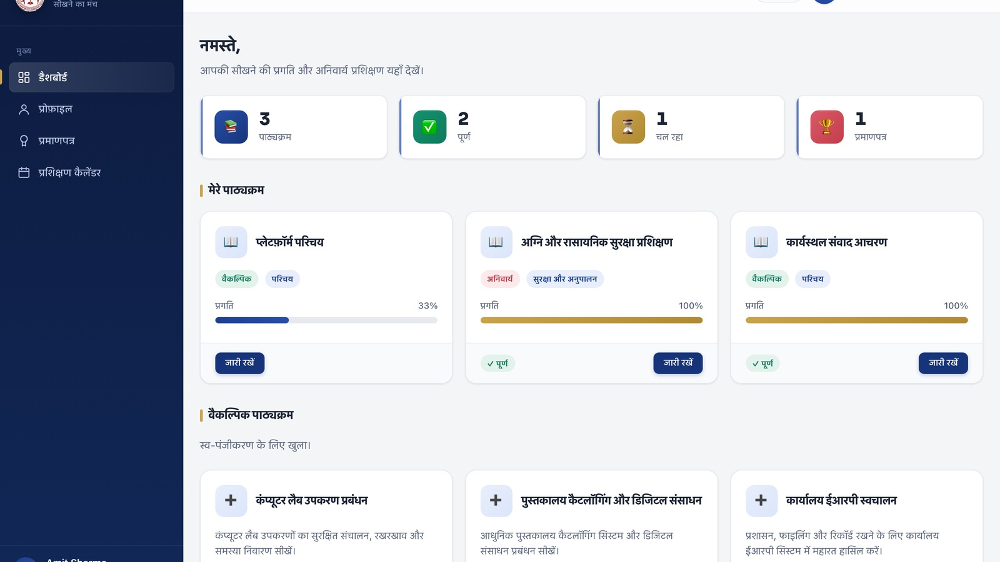 सीखने का मंच
मुख्य
डैशबोर्ड
प्रोफ़ाइल
प्रमाणपत्र
प्रशिक्षण कैलेंडर
नमस्ते,
आपकी सीखने की प्रगति और अनिवार्य प्रशिक्षण यहाँ देखें।
3
पाठ्यक्रम
2
पूर्ण
1
चल रहा
1
प्रमाणपत्र
मेरे पाठ्यक्रम
प्लेटफ़ॉर्म परिचय
वैकल्पिक परिचय
प्रगति 33%
जारी रखें
अग्नि और रासायनिक सुरक्षा प्रशिक्षण
अनिवार्य सुरक्षा और अनुपालन
प्रगति 100%
✓ पूर्ण जारी रखें
कार्यस्थल संवाद आचरण
वैकल्पिक परिचय
प्रगति 100%
✓ पूर्ण जारी रखें
वैकल्पिक पाठ्यक्रम
स्व-पंजीकरण के लिए खुला।
कंप्यूटर लैब उपकरण प्रबंधन
कंप्यूटर लैब उपकरणों का सुरक्षित संचालन, रखरखाव और
समस्या निवारण सीखें।
पुस्तकालय कैटलॉगिंग और डिजिटल संसाधन
आधुनिक पुस्तकालय कैटलॉगिंग सिस्टम और डिजिटल
संसाधन प्रबंधन सीखें।
कार्यालय ईआरपी स्वचालन
प्रशासन, फाइलिंग और रिकॉर्ड रखने के लिए कार्यालय
ईआरपी सिस्टम में महारत हासिल करें।
Amit Sharma